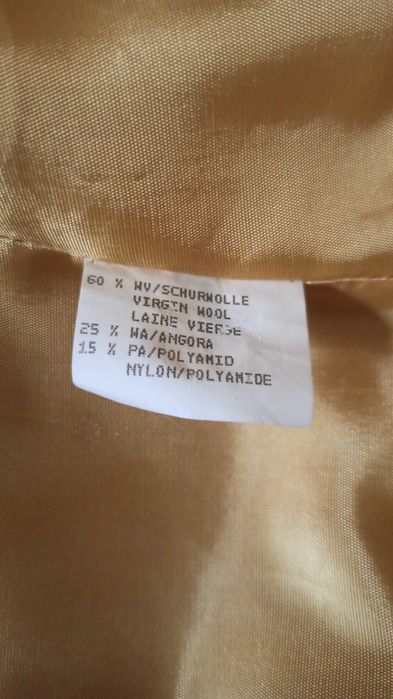 60 % WV/SCHURWOLLE
VIRGIN WOOL
LAINE VIERGE
25 % WA/ANGORA
15 % PA/POLYAMID
NYLON/POLYAMIDE